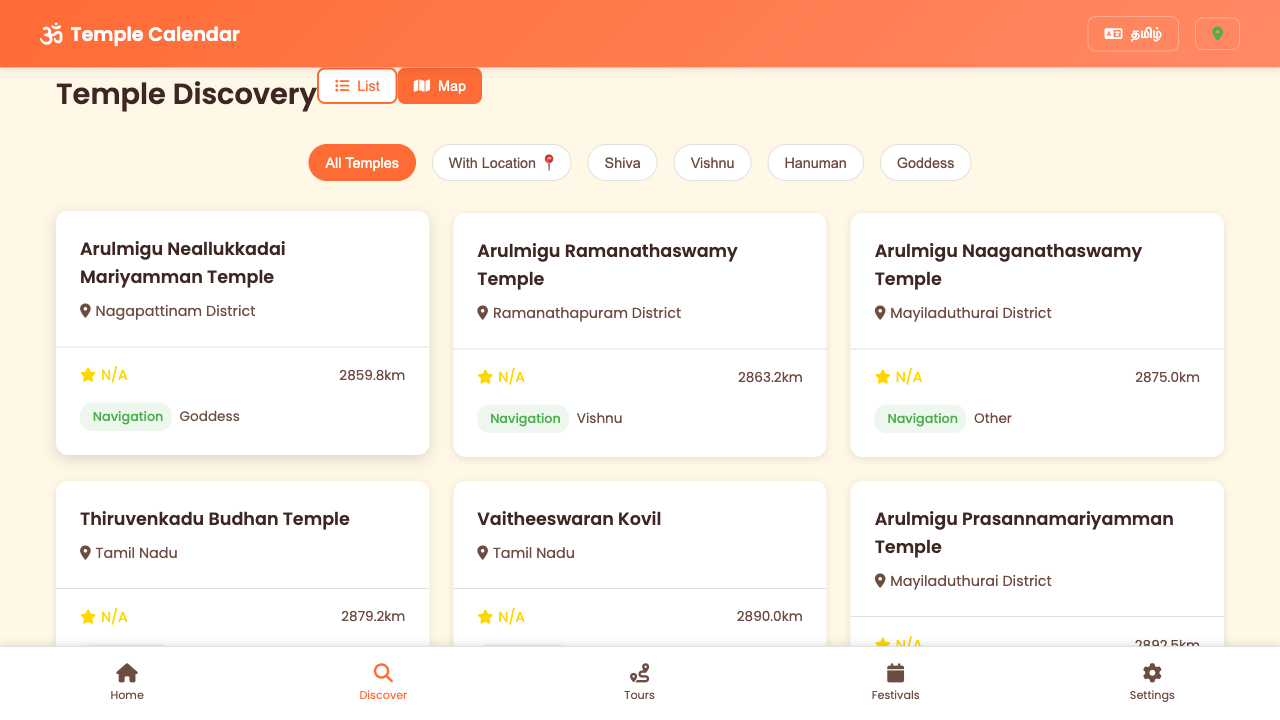 ॐ Temple Calendar
தமிழ்
Temple Discovery
List
Map
All Temples
With Location 📍
Shiva
Vishnu
Hanuman
Goddess
Arulmigu Neallukkadai
Mariyamman Temple
Nagapattinam District
N/A
2859.8km
Navigation
Goddess
Arulmigu Ramanathaswamy
Temple
Ramanathapuram District
N/A
2863.2km
Navigation
Vishnu
Arulmigu Naaganathaswamy
Temple
Mayiladuthurai District
N/A
2875.0km
Navigation
Other
Thiruvenkadu Budhan Temple
Tamil Nadu
N/A
2879.2km
Vaitheeswaran Kovil
Tamil Nadu
N/A
2890.0km
Arulmigu Prasannamariyamman
Temple
Mayiladuthurai District
N/A
2892.5km
Home
Discover
Tours
Festivals
Settings